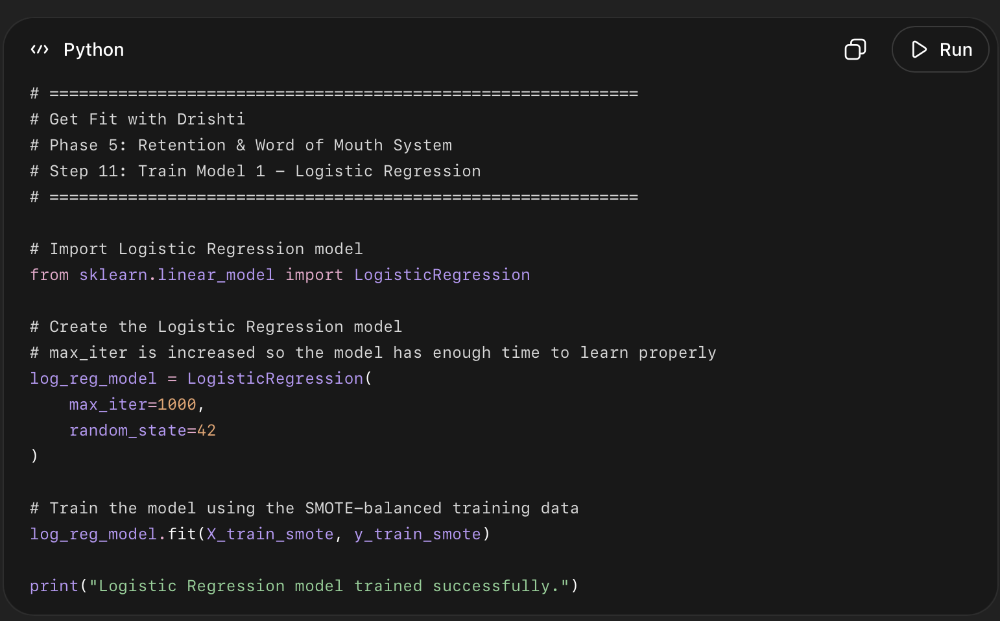 Python
Run
# ============================================================
# Get Fit with Drishti
# Phase 5: Retention & Word of Mouth System
# Step 11: Train Model 1 – Logistic Regression
# ============================================================
# Import Logistic Regression model
from sklearn.linear_model import LogisticRegression
# Create the Logistic Regression model
# max_iter is increased so the model has enough time to learn properly
log_reg_model = LogisticRegression(
    max_iter=1000,
    random_state=42
)
# Train the model using the SMOTE-balanced training data
log_reg_model.fit(X_train_smote, y_train_smote)
print("Logistic Regression model trained successfully.")